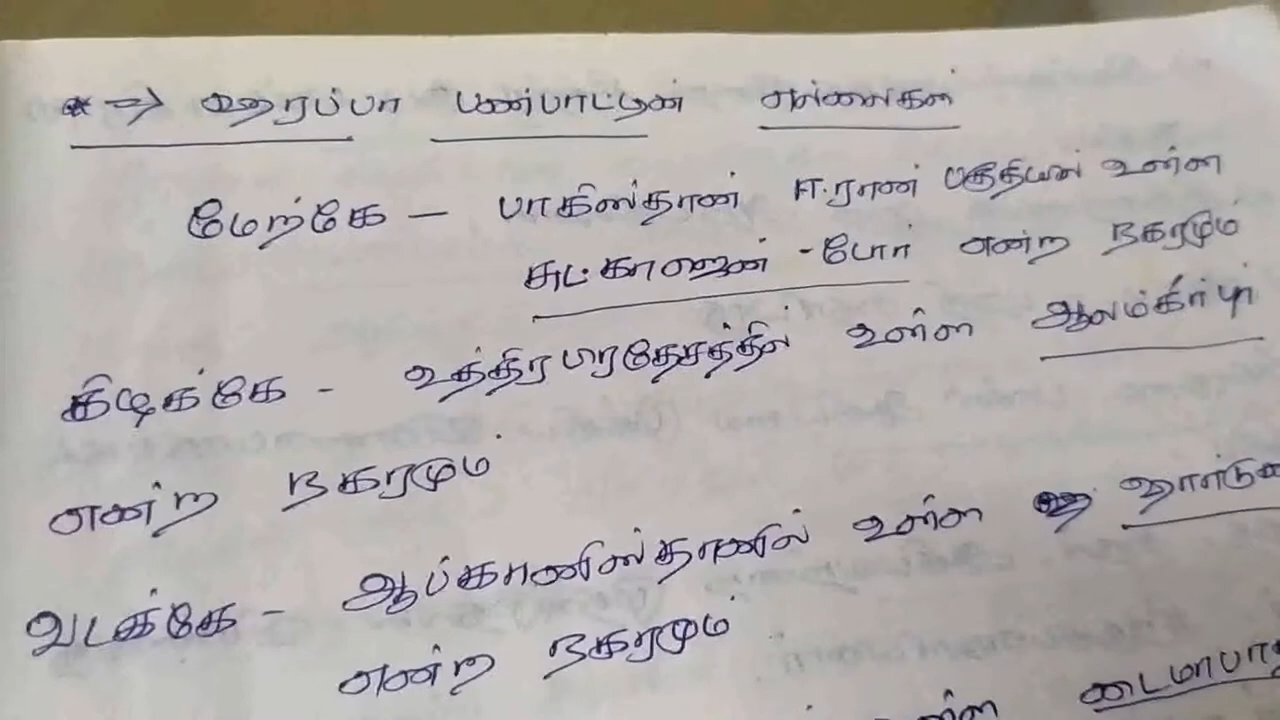 * => ஹரப்பா பண்பாட்டின் எல்லைகள்
மேற்கே - பாகிஸ்தான் ஈரான் பகுதியில் உள்ள
சுட்காஜென் - போர் என்ற நகரமும்
கிழக்கே - உத்திரபிரதேசத்தில் உள்ள ஆலம்கீர்பூர்
என்ற நகரமும்
வடக்கே - ஆப்கானிஸ்தானில் உள்ள
என்ற நகரமும்
உள்ள டைமாபாத்